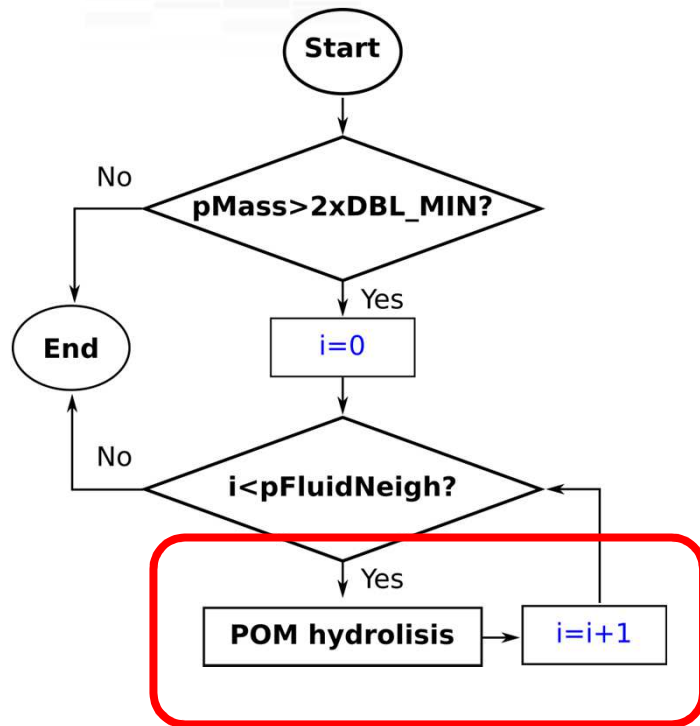 Start
No
pMass>2xDBL_MIN?
Yes
i=0
End
No
i<pFluidNeigh?
Yes
POM hydrolisis
i=i+1